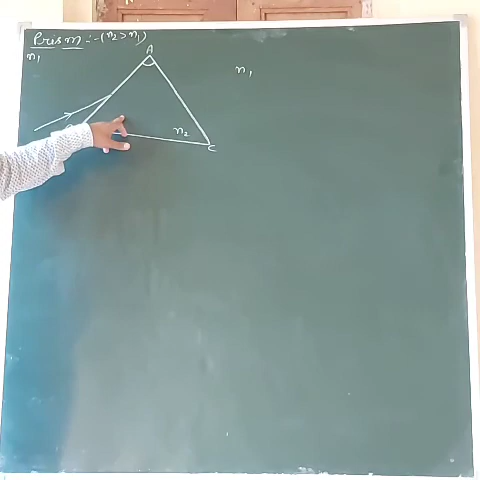 Prism :- (n₂ > n₁)
n₁
A
n₁
n₂
C